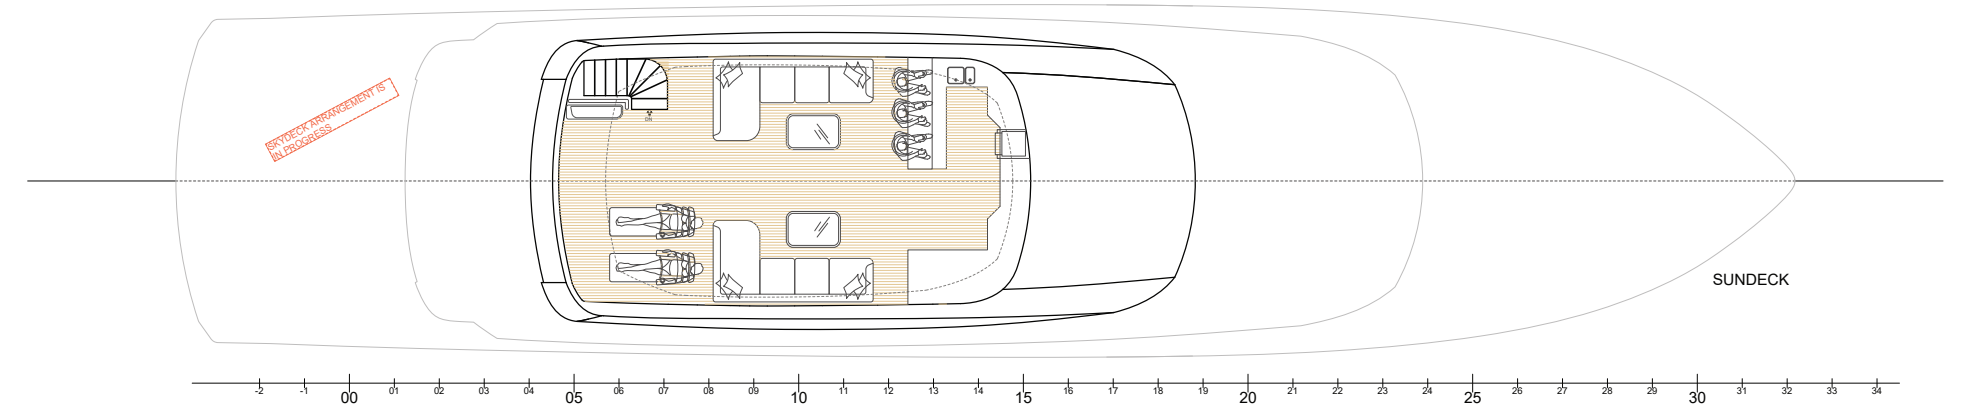 SKYDECK ARRANGEMENT IS
IN PROGRESS
DN
SUNDECK
-2 -1 00 01 02 03 04 05 06 07 08 09 10 11 12 13 14 15 16 17 18 19 20 21 22 23 24 25 26 27 28 29 30 31 32 33 34